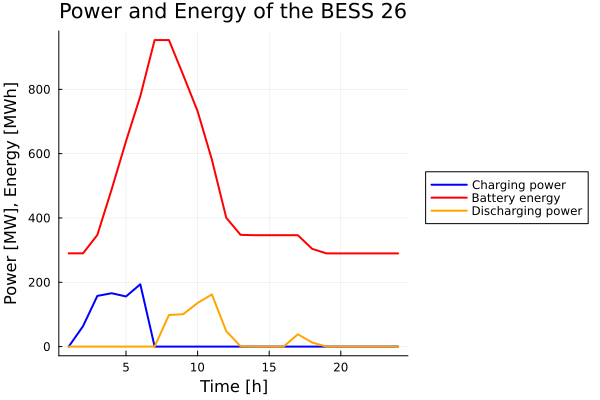 Power and Energy of the BESS 26
Power [MW], Energy [MWh]
800
600
400
200
0
5
10
15
20
Time [h]
Charging power
Battery energy
Discharging power